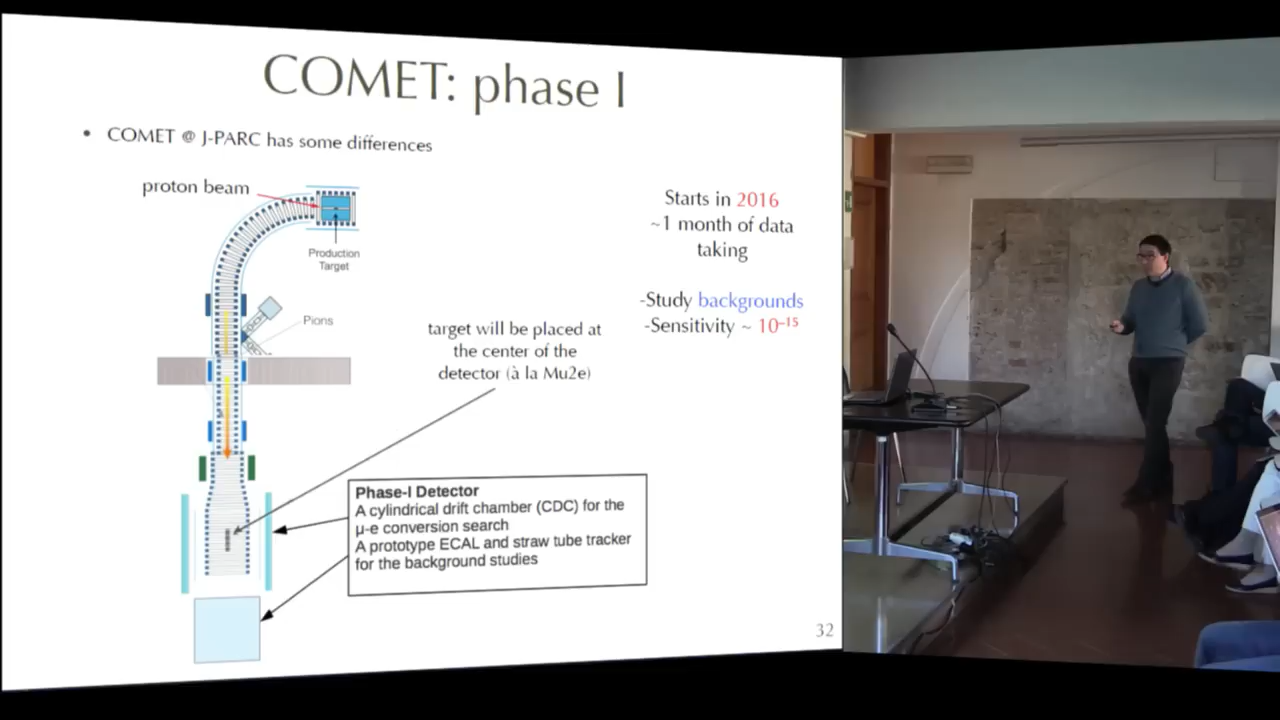 COMET: phase I
• COMET @ J-PARC has some differences
proton beam
Production
Target
Pions
target will be placed at
the center of the
detector (à la Mu2e)
Starts in 2016
~1 month of data
taking
-Study backgrounds
-Sensitivity ~ 10⁻¹⁵
Phase-I Detector
A cylindrical drift chamber (CDC) for the
μ-e conversion search
A prototype ECAL and straw tube tracker
for the background studies
32